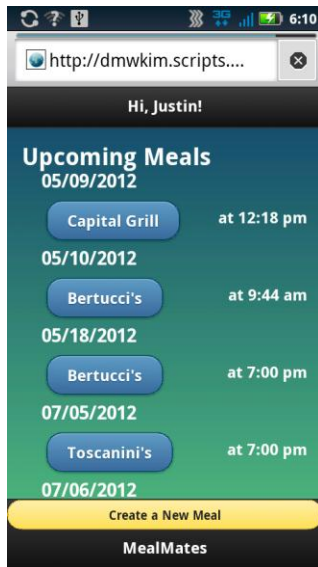 3G
6:10
http://dmwkim.scripts....
Hi, Justin!
Upcoming Meals
05/09/2012
Capital Grill at 12:18 pm
05/10/2012
Bertucci's at 9:44 am
05/18/2012
Bertucci's at 7:00 pm
07/05/2012
Toscanini's at 7:00 pm
07/06/2012
Create a New Meal
MealMates